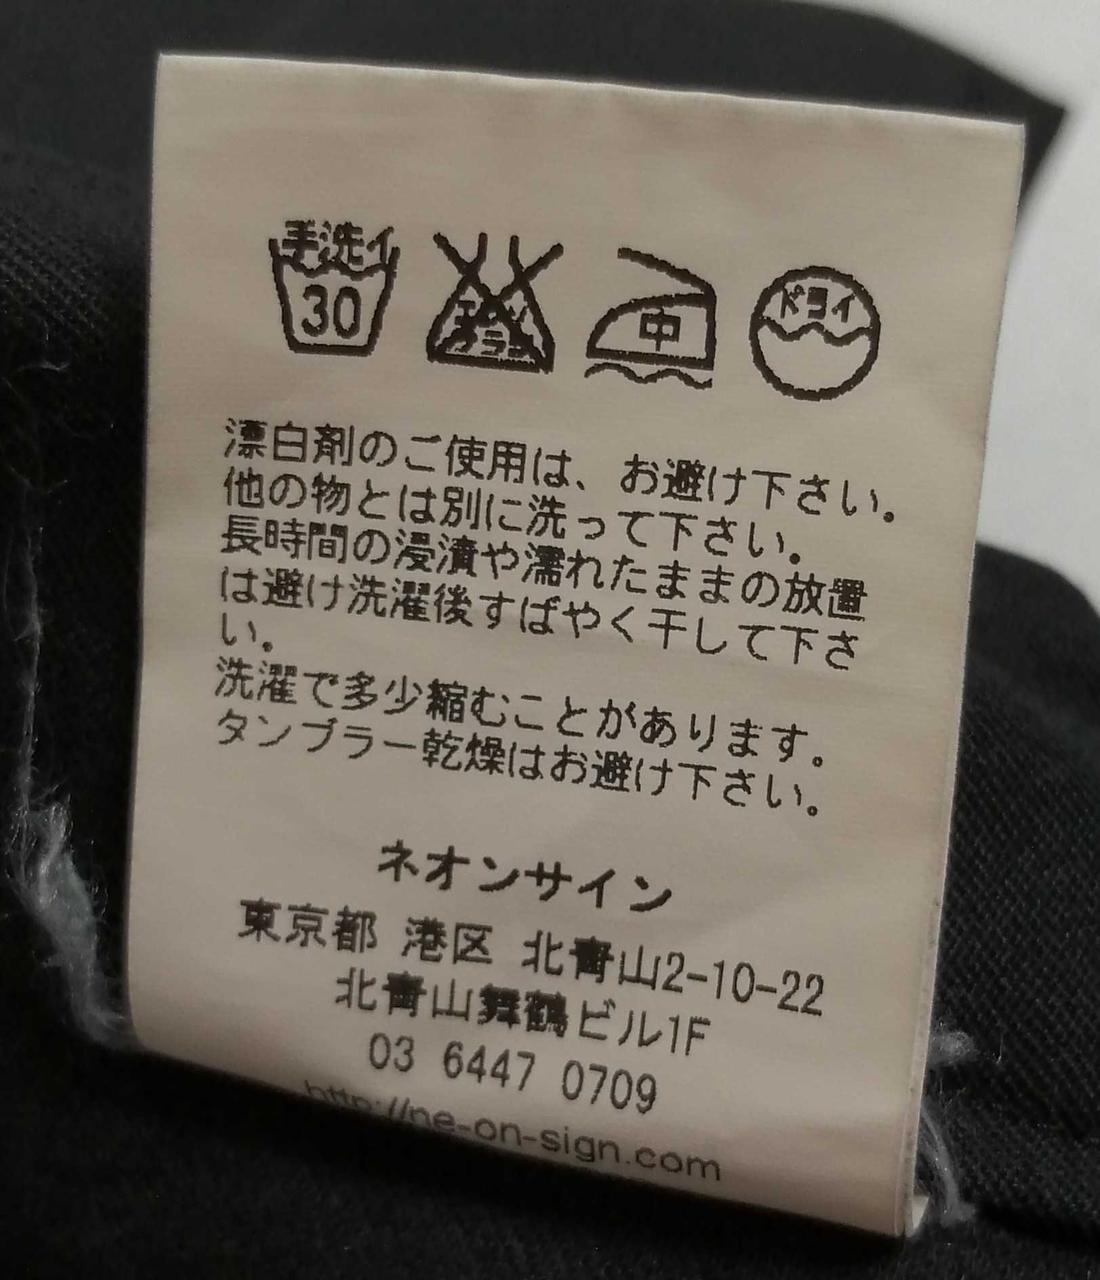 手洗イ
30
エンソ
フラシ
中
ドライ
漂白剤のご使用は、お避け下さい。
他の物とは別に洗って下さい。
長時間の浸漬や濡れたままの放置
は避け洗濯後すばやく干して下さ
い。
洗濯で多少縮むことがあります。
タンブラー乾燥はお避け下さい。
ネオンサイン
東京都 港区 北青山2-10-22
北青山舞鶴ビル1F
03 6447 0709
http://ne-on-sign.com